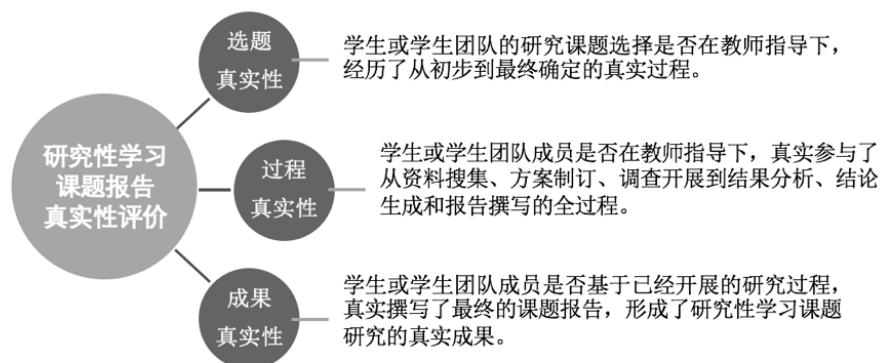 研究性学习
课题报告
真实性评价
选题
真实性
学生或学生团队的研究课题选择是否在教师指导下，
经历了从初步到最终确定的真实过程。
过程
真实性
学生或学生团队成员是否在教师指导下，真实参与了
从资料搜集、方案制订、调查开展到结果分析、结论
生成和报告撰写的全过程。
成果
真实性
学生或学生团队成员是否基于已经开展的研究过程，
真实撰写了最终的课题报告，形成了研究性学习课题
研究的真实成果。